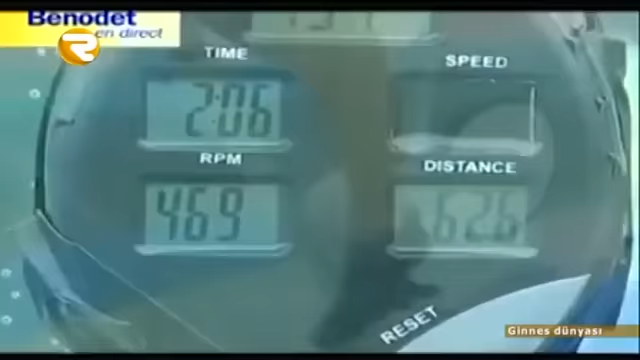 Benodet
en direct
R
TIME
SPEED
2:06
RPM
DISTANCE
469
626
RESET
Ginnes dünyası